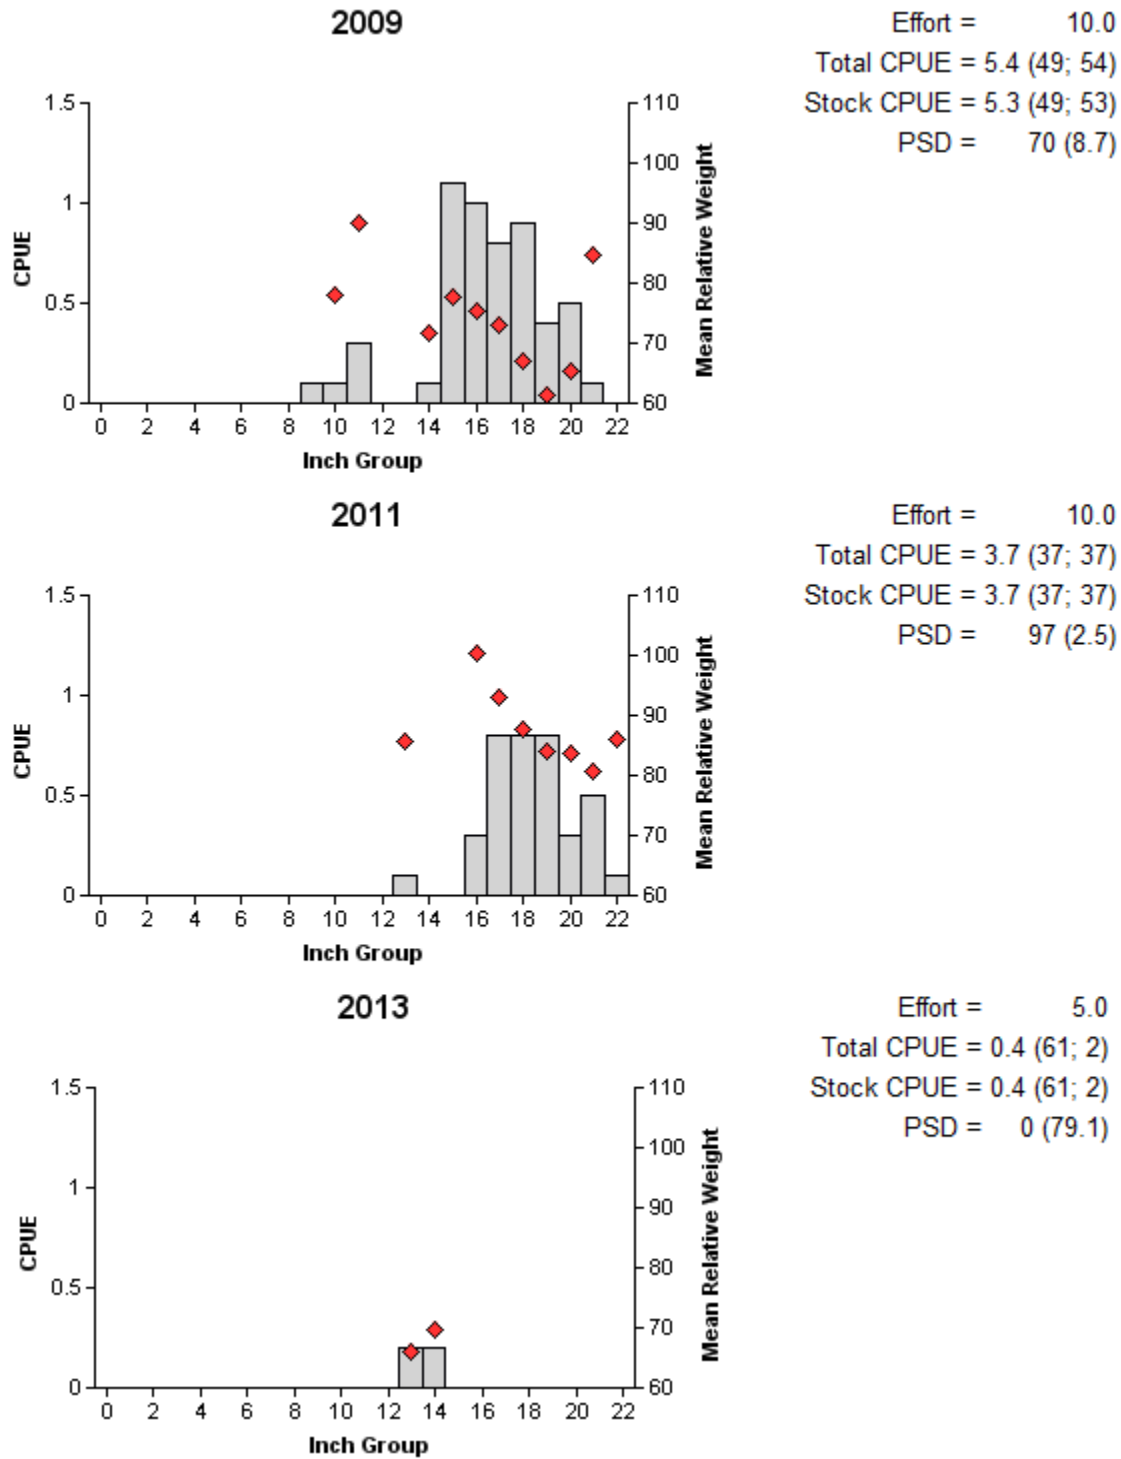 2009
Effort = 10.0
Total CPUE = 5.4 (49; 54)
Stock CPUE = 5.3 (49; 53)
PSD = 70 (8.7)
1.5
1
0.5
0
CPUE
110
100
90
80
70
60
Mean Relative Weight
0 2 4 6 8 10 12 14 16 18 20 22
Inch Group
2011
Effort = 10.0
Total CPUE = 3.7 (37; 37)
Stock CPUE = 3.7 (37; 37)
PSD = 97 (2.5)
1.5
1
0.5
0
CPUE
110
100
90
80
70
60
Mean Relative Weight
0 2 4 6 8 10 12 14 16 18 20 22
Inch Group
2013
Effort = 5.0
Total CPUE = 0.4 (61; 2)
Stock CPUE = 0.4 (61; 2)
PSD = 0 (79.1)
1.5
1
0.5
0
CPUE
110
100
90
80
70
60
Mean Relative Weight
0 2 4 6 8 10 12 14 16 18 20 22
Inch Group